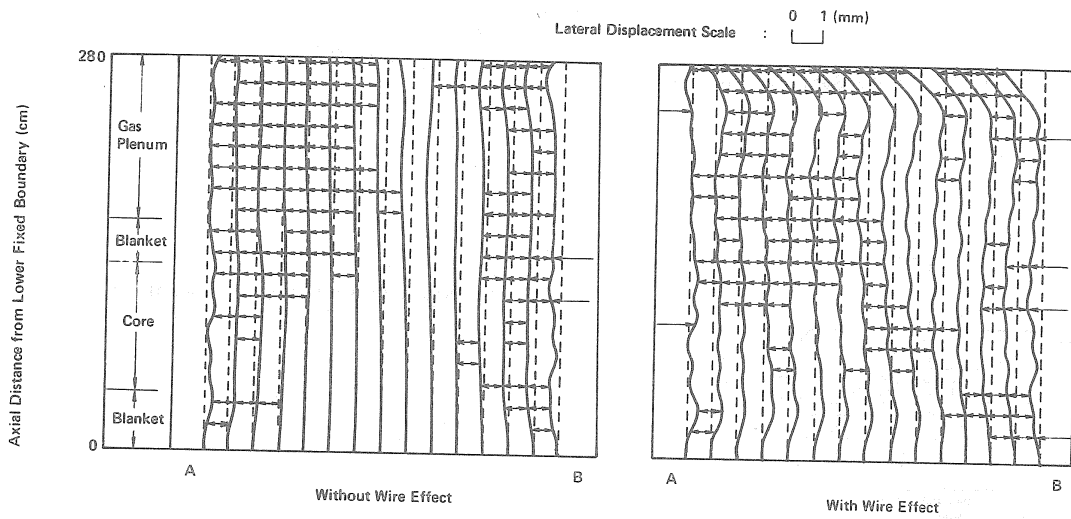 0 1 (mm)
Lateral Displacement Scale :
Axial Distance from Lower Fixed Boundary (cm)
280
Gas
Plenum
Blanket
Core
Blanket
0
A
B
Without Wire Effect
A
B
With Wire Effect